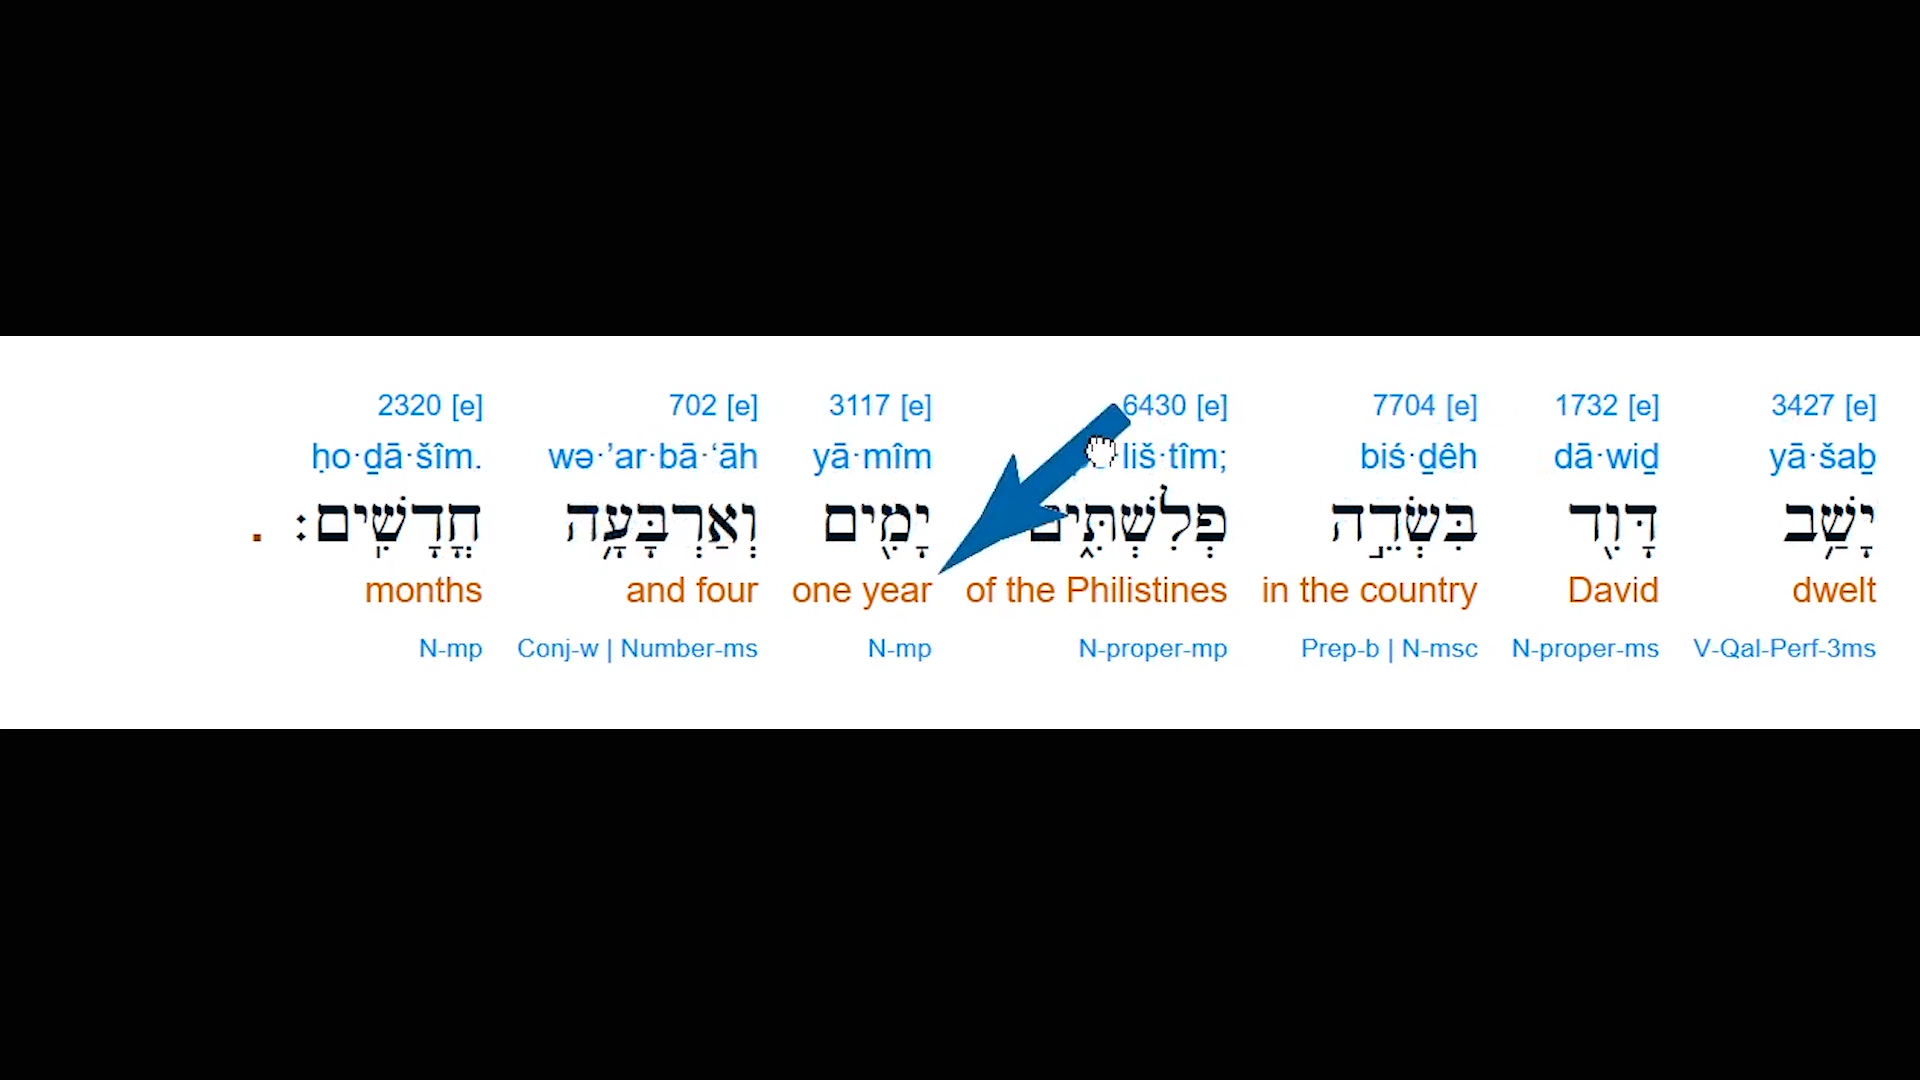 2320 [e] 702 [e] 3117 [e] 6430 [e] 7704 [e] 1732 [e] 3427 [e]
ḥo·ḏā·šîm. wə·’ar·bā·‘āh yā·mîm liš·tîm; biś·ḏêh dā·wiḏ yā·šaḇ
יָשַׁ֥ב דָּוִ֖ד בִּשְׂדֵ֣ה פְּלִשְׁתִּ֑ים יָמִ֖ים וְאַרְבָּעָ֥ה חֳדָשִֽׁים׃ .
months and four one year of the Philistines in the country David dwelt
N-mp Conj-w | Number-ms N-mp N-proper-mp Prep-b | N-msc N-proper-ms V-Qal-Perf-3ms